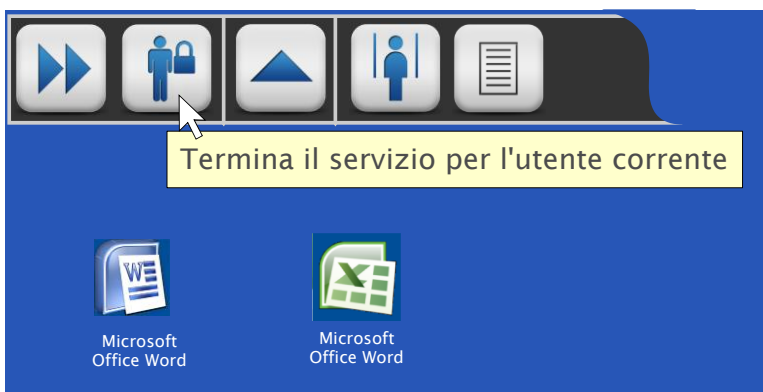 Termina il servizio per l'utente corrente
W
X
Microsoft
Office Word
Microsoft
Office Word